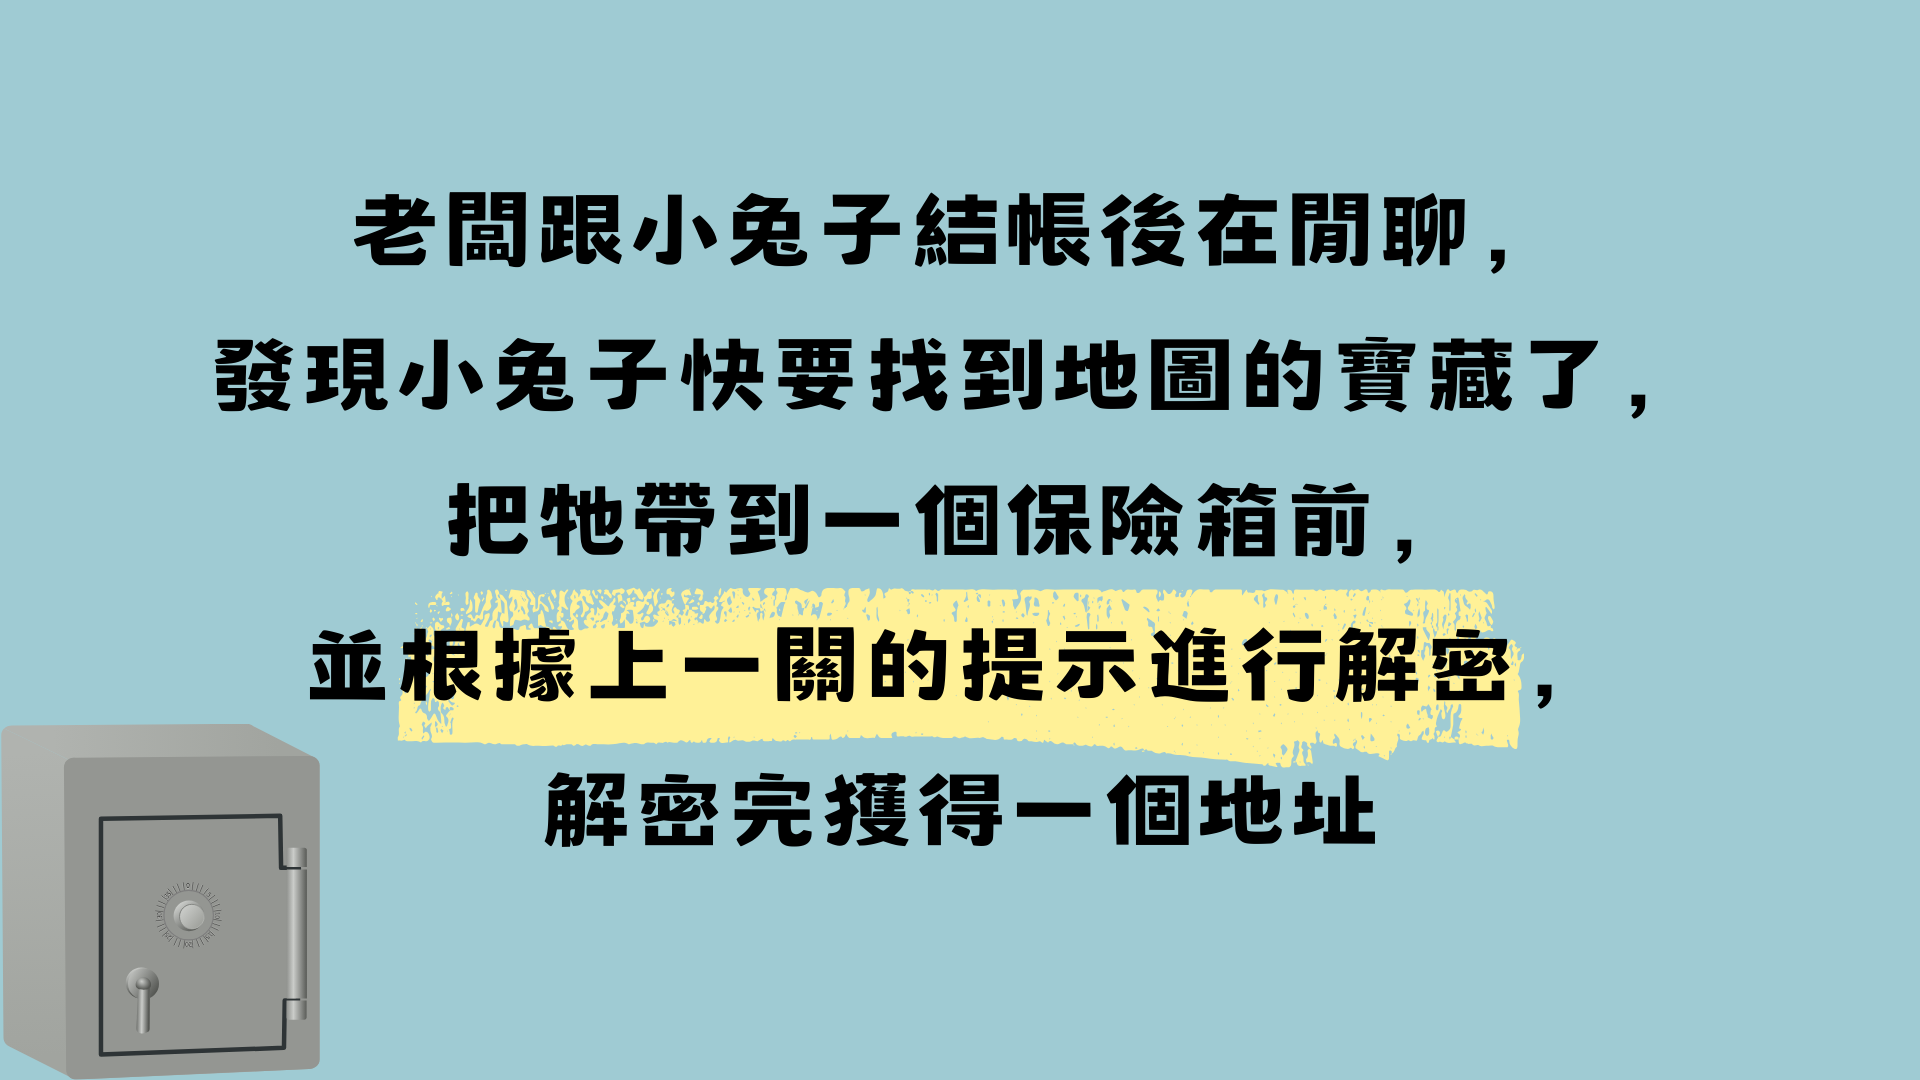 老闆跟小兔子結帳後在閒聊,
發現小兔子快要找到地圖的寶藏了,
把牠帶到一個保險箱前,
並根據上一關的提示進行解密,
解密完獲得一個地址